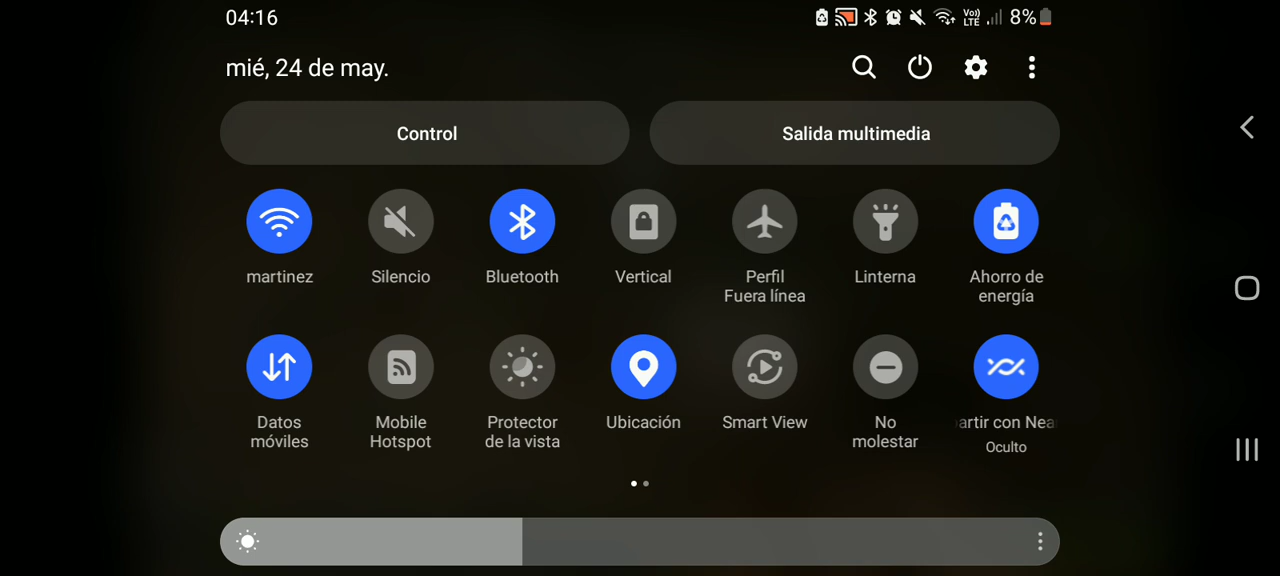 04:16
Vo)) LTE
8%
mié, 24 de may.
Control
Salida multimedia
martinez
Silencio
Bluetooth
Vertical
Perfil
Fuera línea
Linterna
Ahorro de
energía
Datos
móviles
Mobile
Hotspot
Protector
de la vista
Ubicación
Smart View
No
molestar
artir con Nea
Oculto